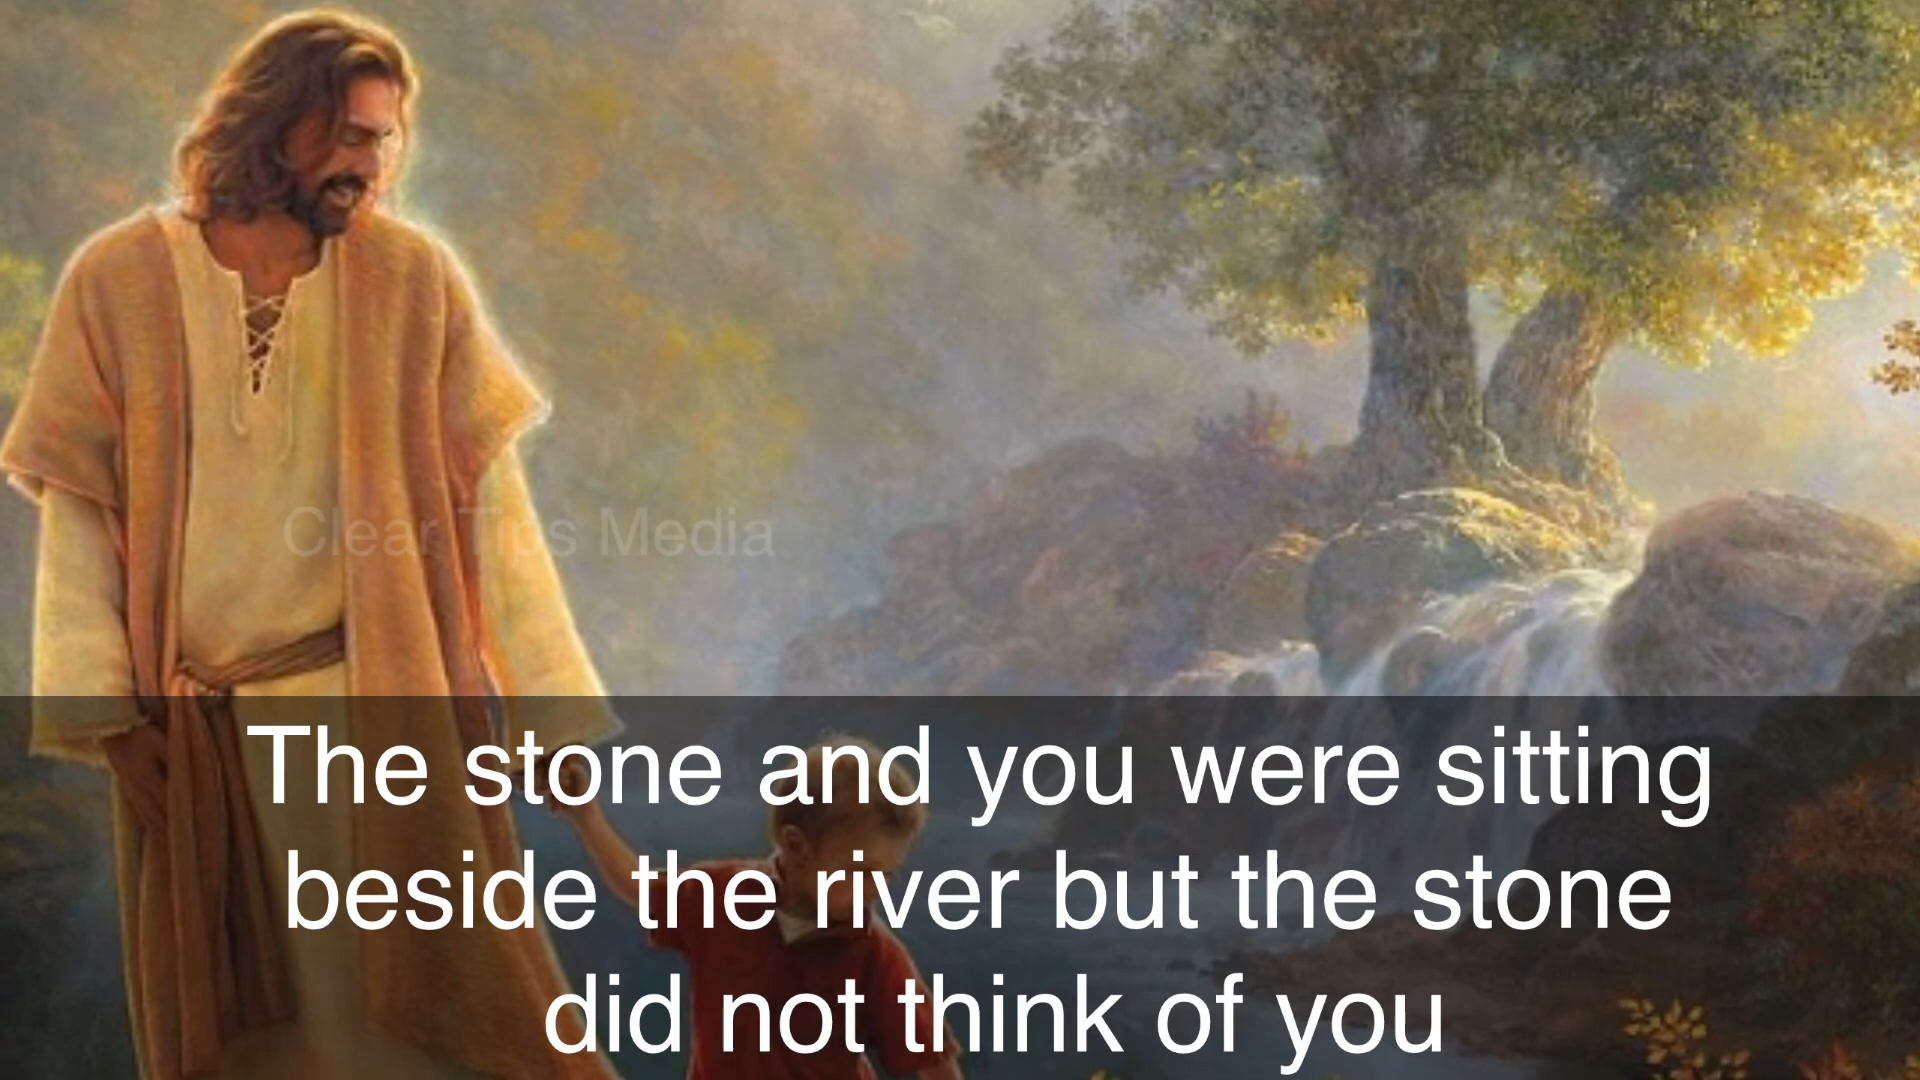 Clear Tips Media
The stone and you were sitting
beside the river but the stone
did not think of you